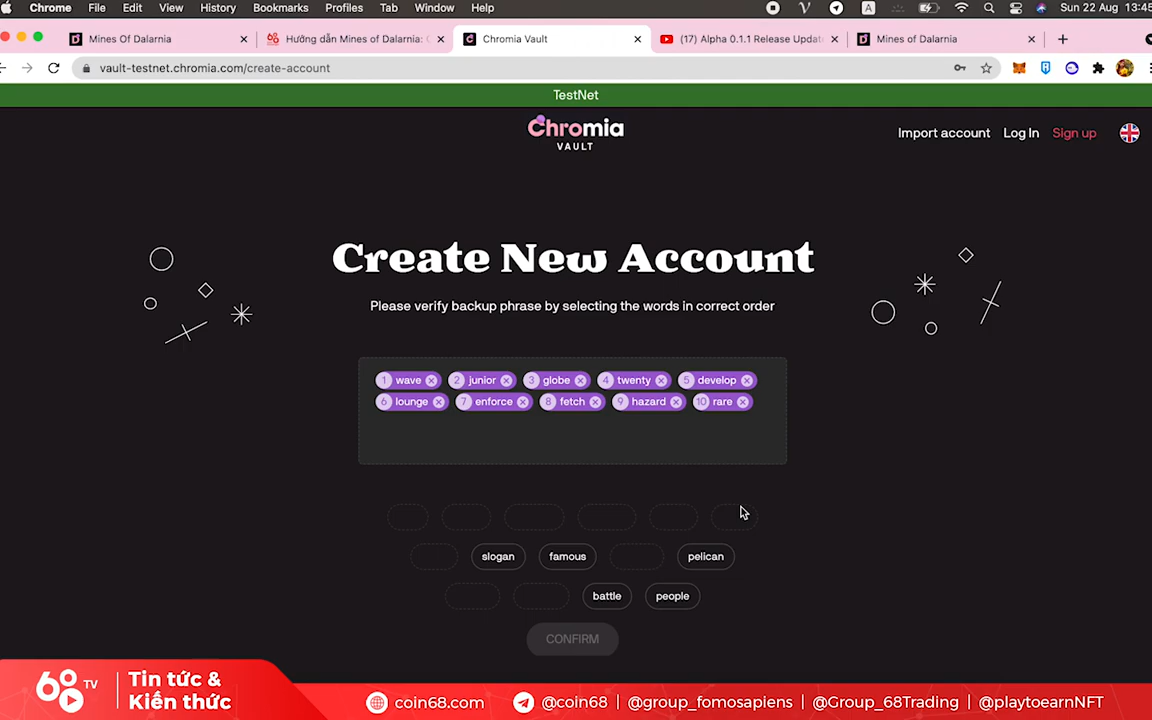 Chrome File Edit View History Bookmarks Profiles Tab Window Help A Sun 22 Aug 13:45
Mines Of Dalarnia Hướng dẫn Mines of Dalarnia: Chromia Vault (17) Alpha 0.1.1 Release Updat Mines of Dalarnia
vault-testnet.chromia.com/create-account
TestNet
Chromia
VAULT
Import account Log In Sign up
Create New Account
Please verify backup phrase by selecting the words in correct order
1 wave 2 junior 3 globe 4 twenty 5 develop
6 lounge 7 enforce 8 fetch 9 hazard 10 rare
slogan famous pelican
battle people
CONFIRM
68 TV
Tin tức &
Kiến thức
coin68.com @coin68 | @group_fomosapiens | @Group_68Trading | @playtoearnNFT